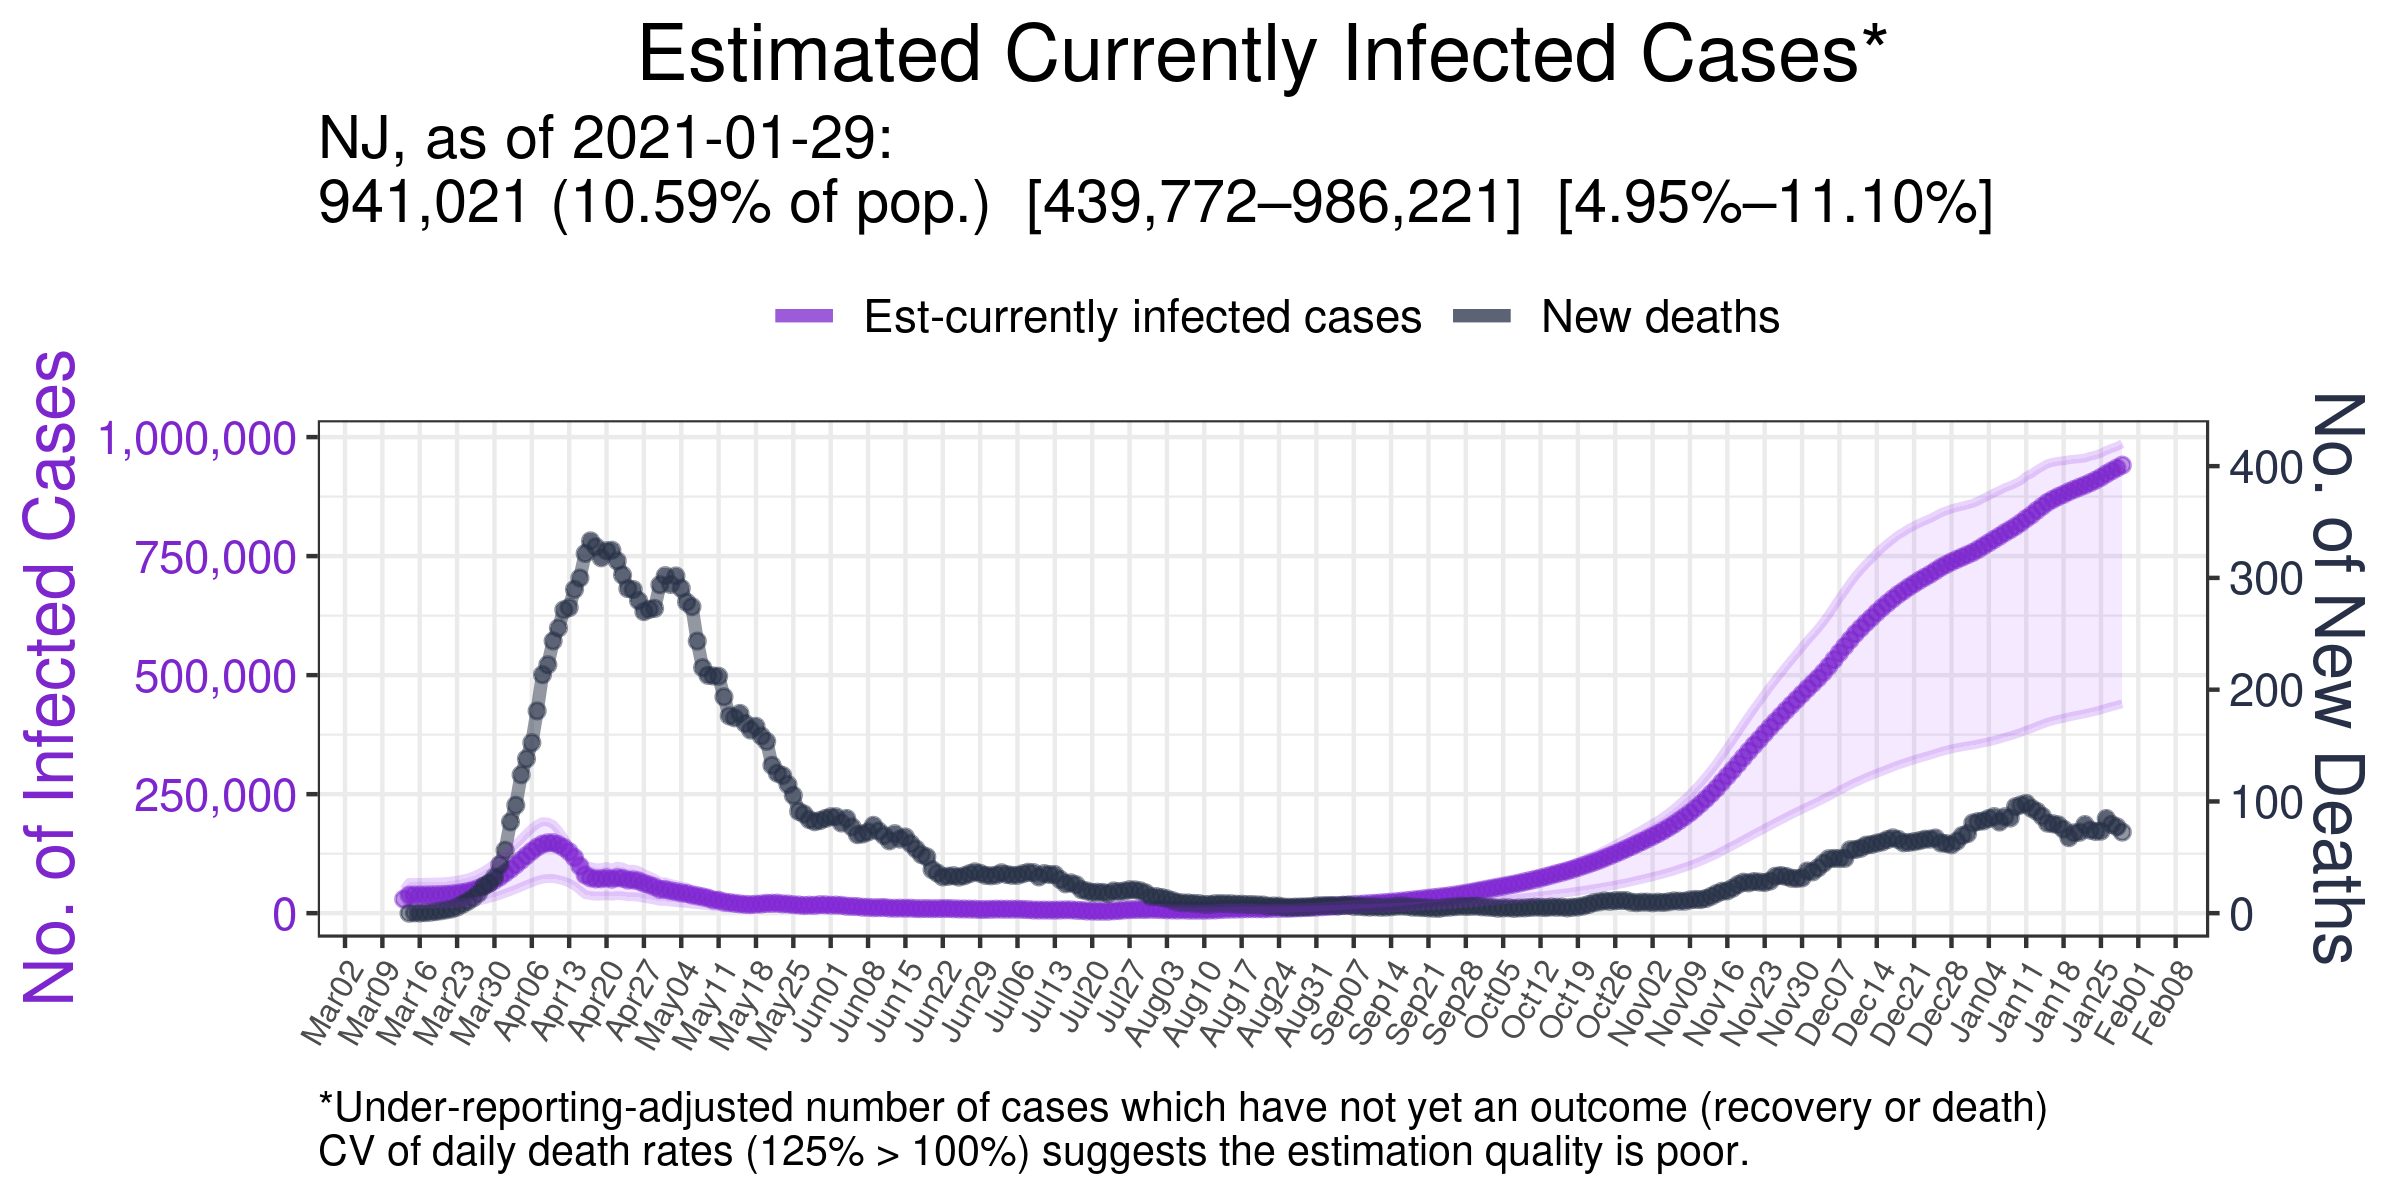 Estimated Currently Infected Cases*
NJ, as of 2021-01-29:
941,021 (10.59% of pop.) [439,772–986,221] [4.95%–11.10%]
Est-currently infected cases
New deaths
No. of Infected Cases
1,000,000
750,000
500,000
250,000
0
400
300
200
100
0
No. of New Deaths
Mar02
Mar09
Mar16
Mar23
Mar30
Apr06
Apr13
Apr20
Apr27
May04
May11
May18
May25
Jun01
Jun08
Jun15
Jun22
Jun29
Jul06
Jul13
Jul20
Jul27
Aug03
Aug10
Aug17
Aug24
Aug31
Sep07
Sep14
Sep21
Sep28
Oct05
Oct12
Oct19
Oct26
Nov02
Nov09
Nov16
Nov23
Nov30
Dec07
Dec14
Dec21
Dec28
Jan04
Jan11
Jan18
Jan25
Feb01
Feb08
*Under-reporting-adjusted number of cases which have not yet an outcome (recovery or death)
CV of daily death rates (125% > 100%) suggests the estimation quality is poor.